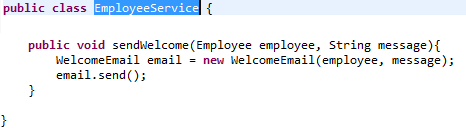 public class EmployeeService {
public void sendWelcome(Employee employee, String message){
WelcomeEmail email = new WelcomeEmail(employee, message);
email.send();
}
}